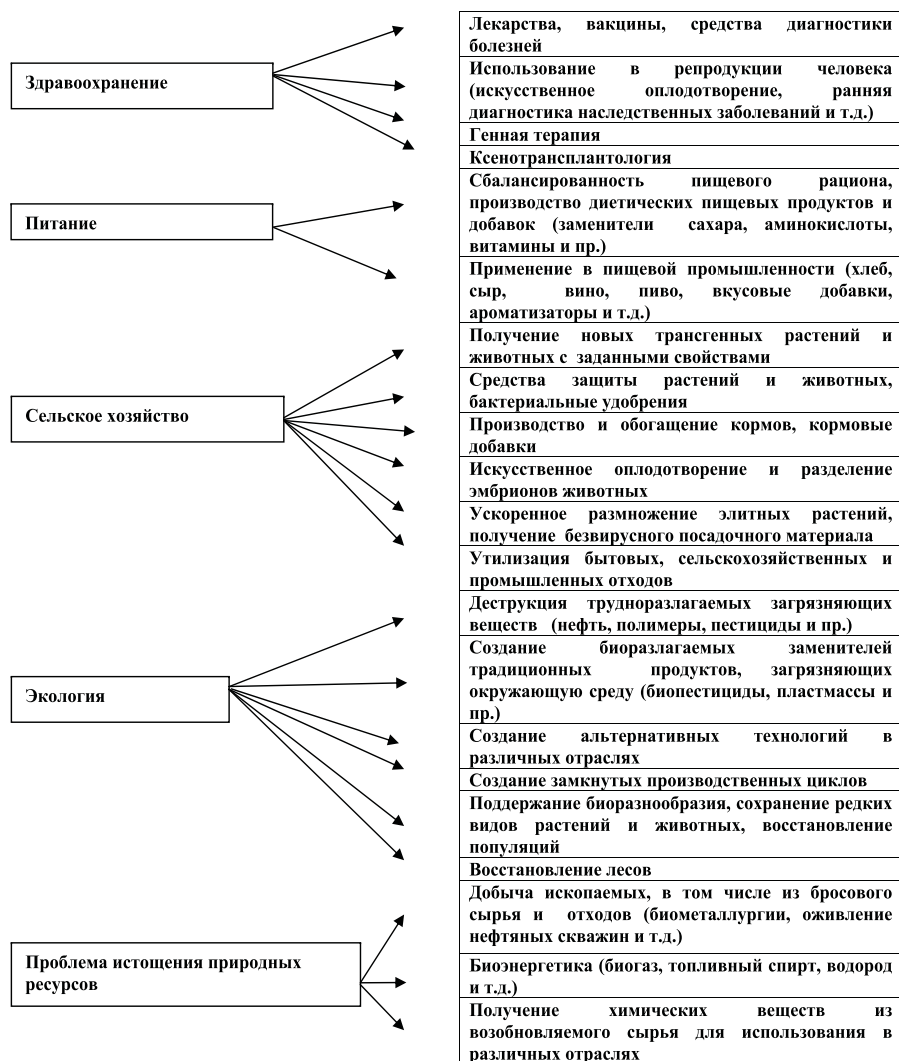 Здравоохранение
Лекарства, вакцины, средства диагностики
болезней
Использование в репродукции человека
(искусственное оплодотворение, ранняя
диагностика наследственных заболеваний и т.д.)
Генная терапия
Ксенотрансплантология
Питание
Сбалансированность пищевого рациона,
производство диетических пищевых продуктов и
добавок (заменители сахара, аминокислоты,
витамины и пр.)
Применение в пищевой промышленности (хлеб,
сыр, вино, пиво, вкусовые добавки,
ароматизаторы и т.д.)
Сельское хозяйство
Получение новых трансгенных растений и
животных с заданными свойствами
Средства защиты растений и животных,
бактериальные удобрения
Производство и обогащение кормов, кормовые
добавки
Искусственное оплодотворение и разделение
эмбрионов животных
Ускоренное размножение элитных растений,
получение безвирусного посадочного материала
Утилизация бытовых, сельскохозяйственных и
промышленных отходов
Экология
Деструкция трудноразлагаемых загрязняющих
веществ (нефть, полимеры, пестициды и пр.)
Создание биоразлагаемых заменителей
традиционных продуктов, загрязняющих
окружающую среду (биопестициды, пластмассы и
пр.)
Создание альтернативных технологий в
различных отраслях
Создание замкнутых производственных циклов
Поддержание биоразнообразия, сохранение редких
видов растений и животных, восстановление
популяций
Восстановление лесов
Проблема истощения природных
ресурсов
Добыча ископаемых, в том числе из бросового
сырья и отходов (биометаллургии, оживление
нефтяных скважин и т.д.)
Биоэнергетика (биогаз, топливный спирт, водород
и т.д.)
Получение химических веществ из
возобновляемого сырья для использования в
различных отраслях